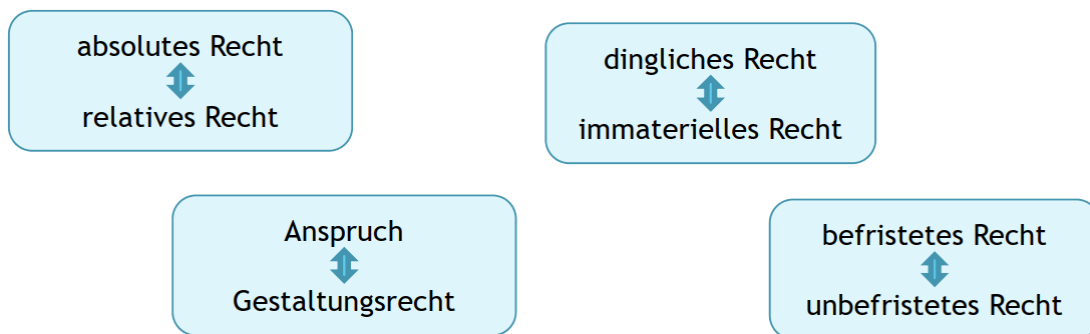 absolutes Recht
relatives Recht
dingliches Recht
immaterielles Recht
Anspruch
Gestaltungsrecht
befristetes Recht
unbefristetes Recht